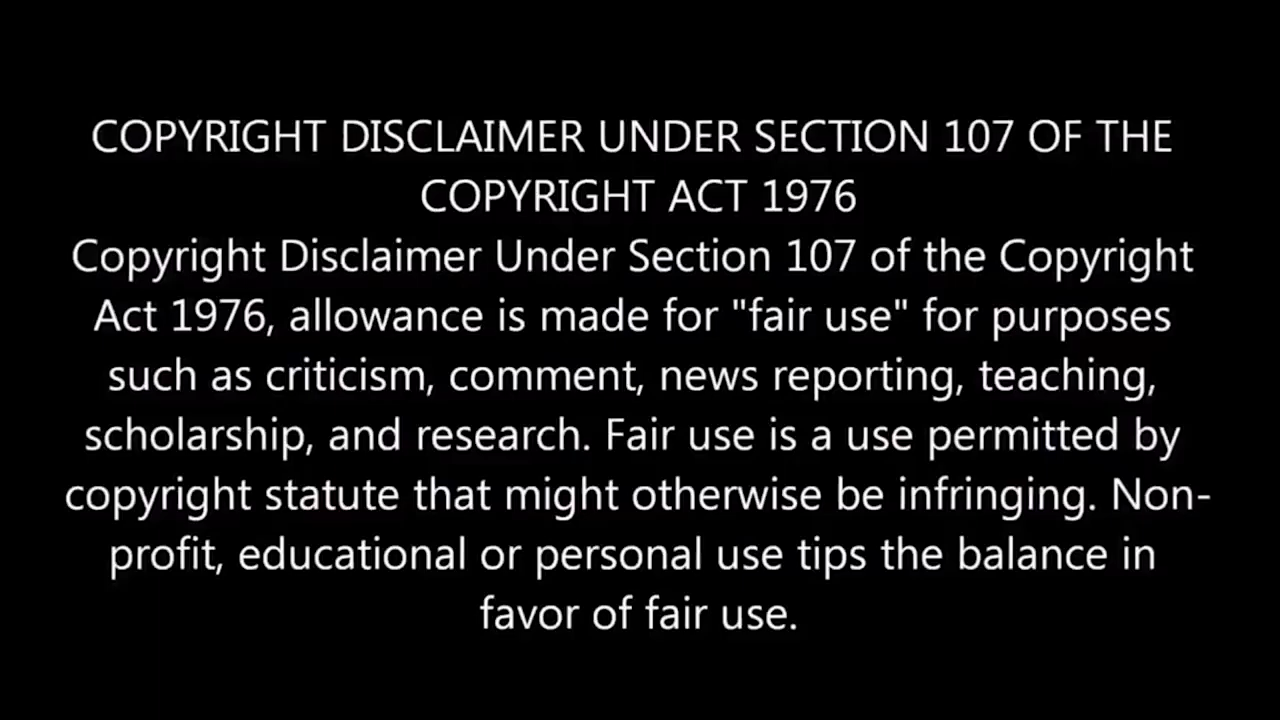 COPYRIGHT DISCLAIMER UNDER SECTION 107 OF THE
COPYRIGHT ACT 1976
Copyright Disclaimer Under Section 107 of the Copyright
Act 1976, allowance is made for "fair use" for purposes
such as criticism, comment, news reporting, teaching,
scholarship, and research. Fair use is a use permitted by
copyright statute that might otherwise be infringing. Non-
profit, educational or personal use tips the balance in
favor of fair use.